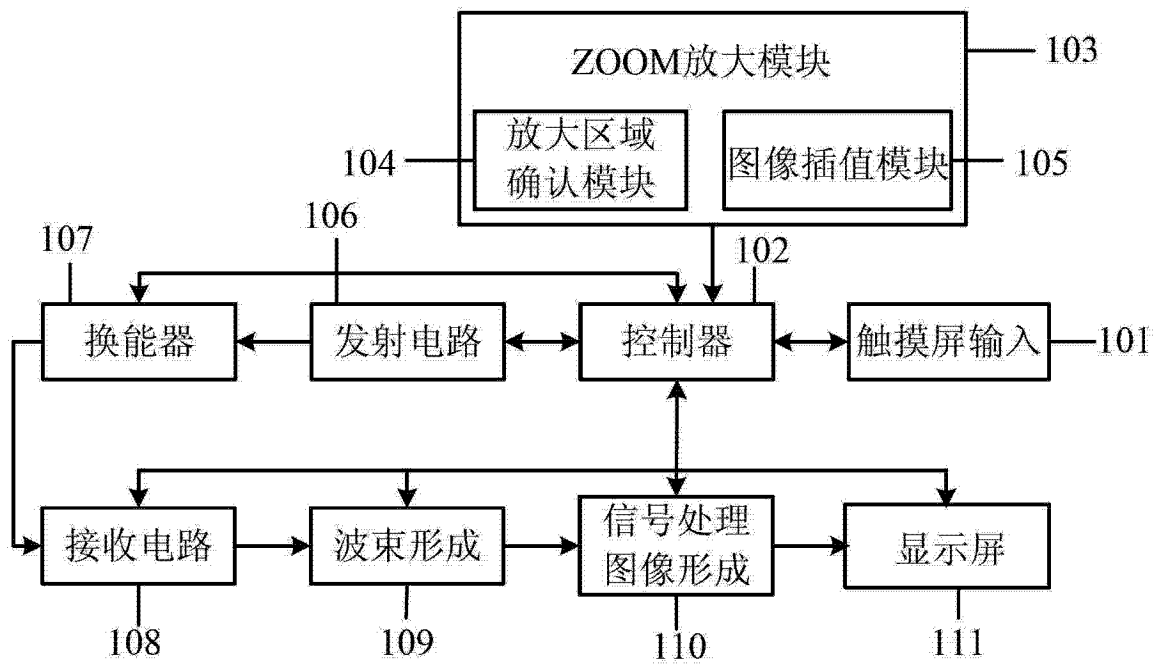 ZOOM放大模块
103
放大区域
确认模块
104
图像插值模块
105
106
107
102
换能器
发射电路
控制器
触摸屏输入
101
接收电路
波束形成
信号处理
图像形成
显示屏
108
109
110
111